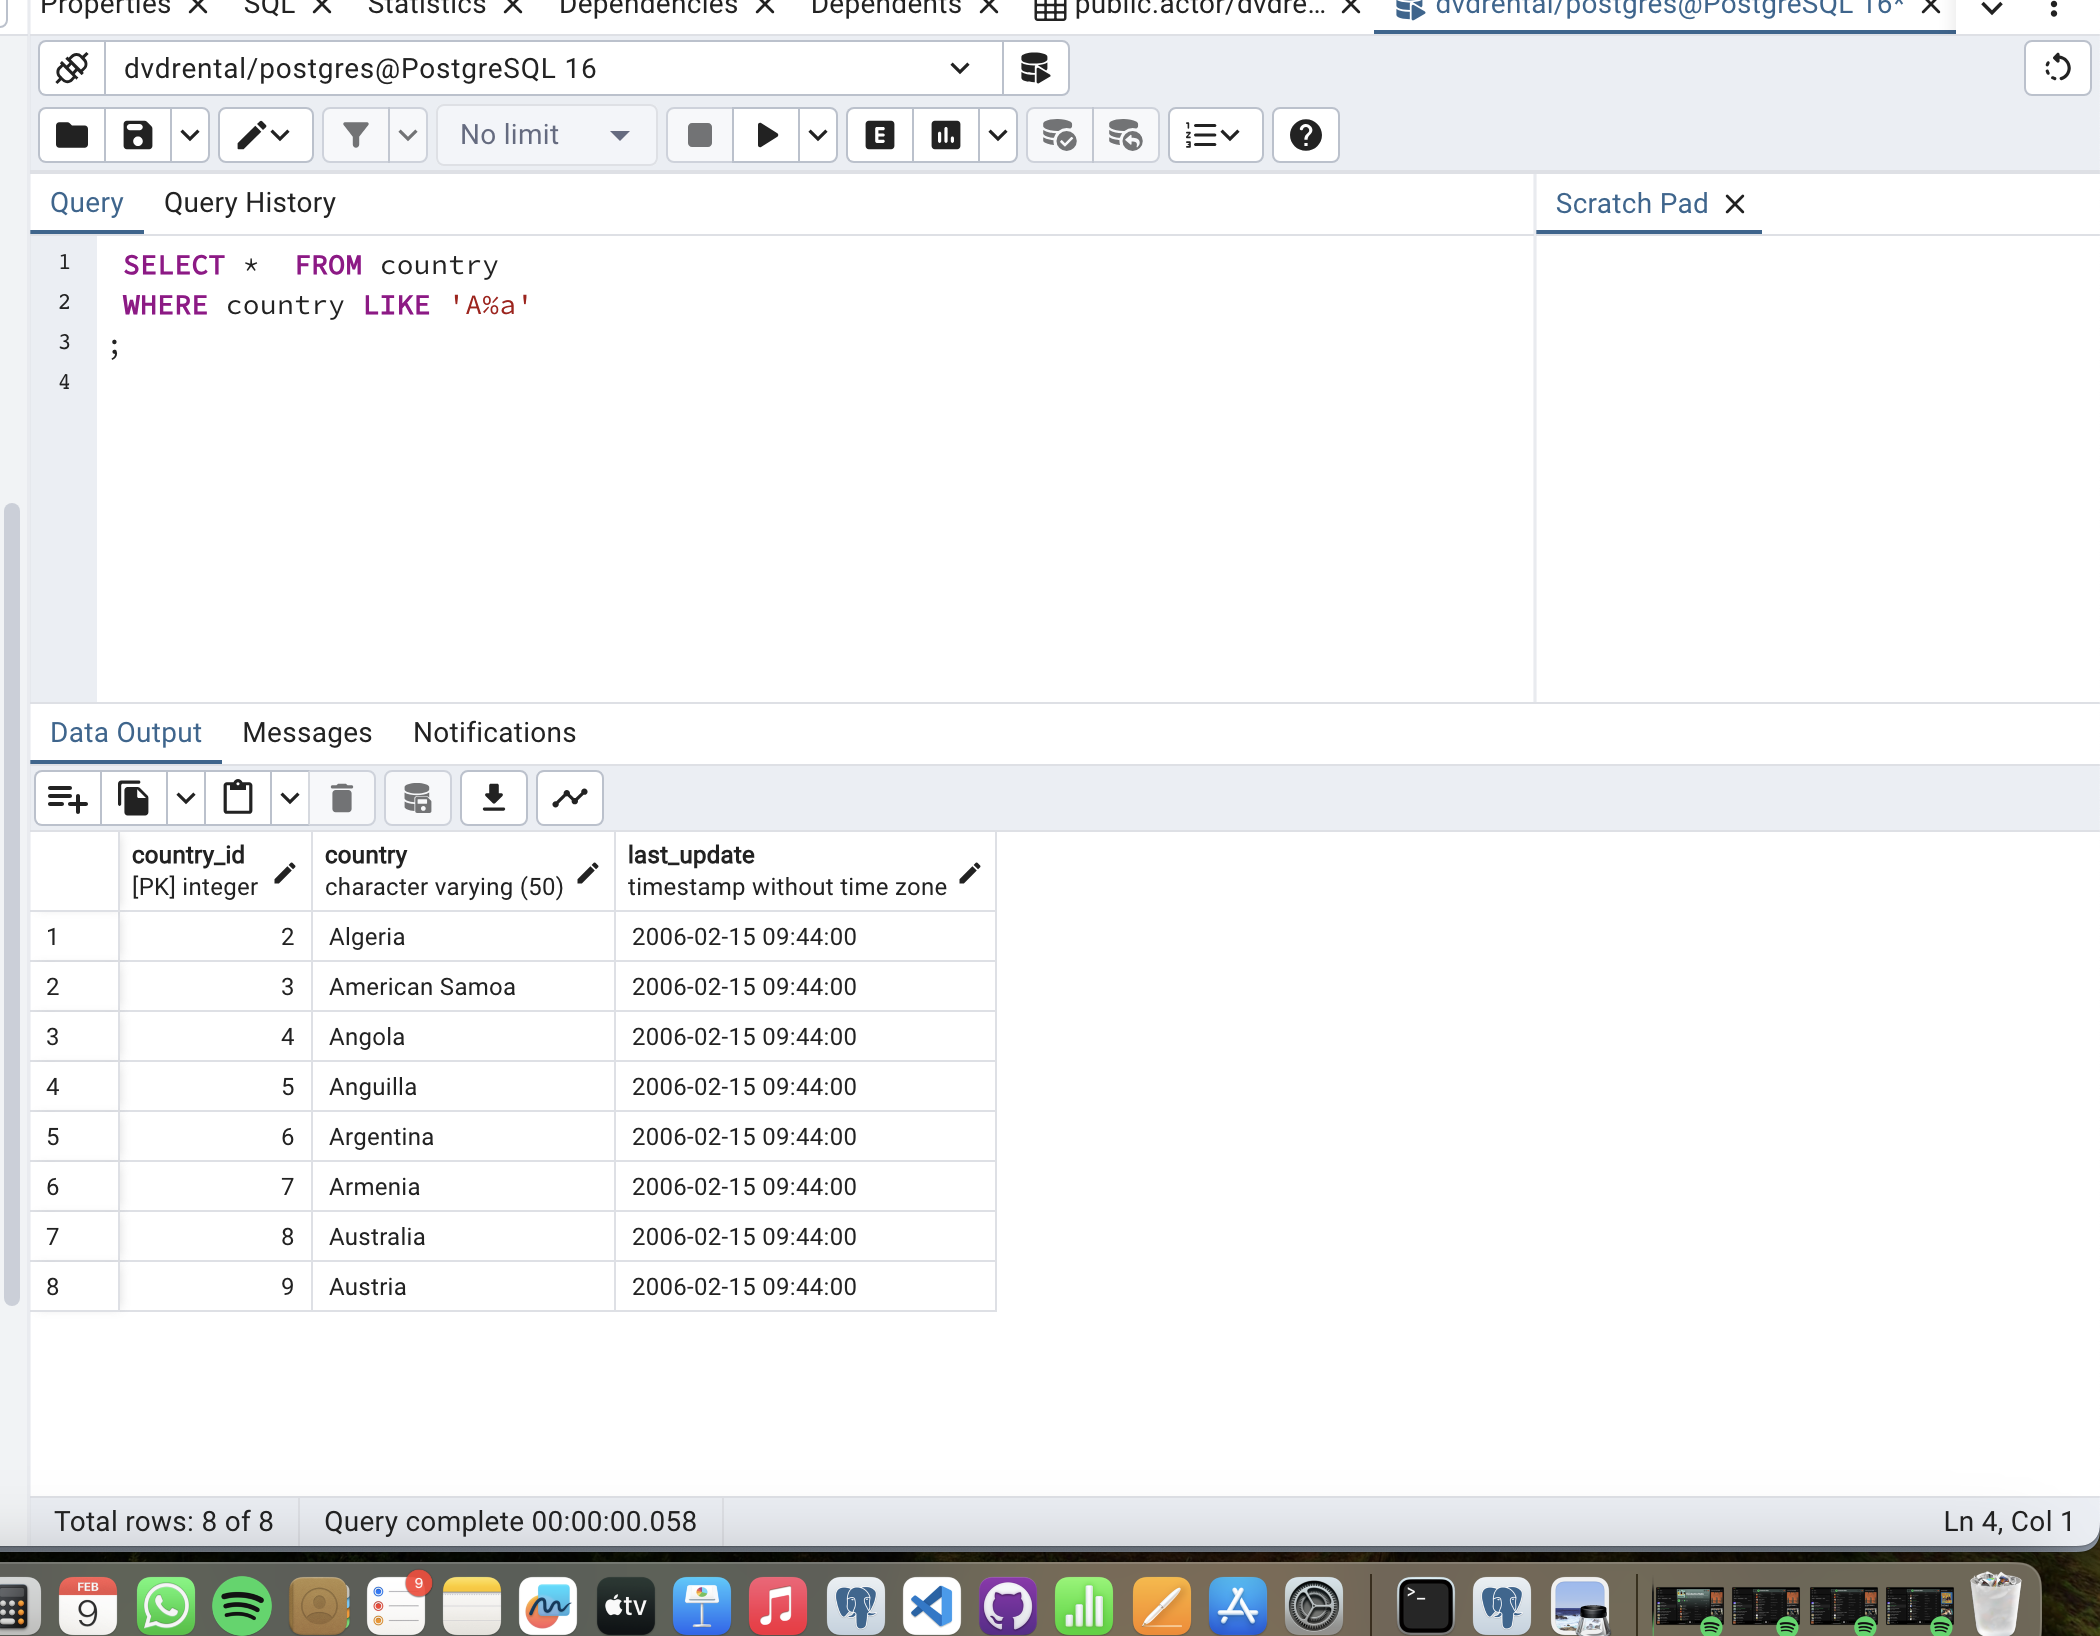 Properties SQL Statistics Dependencies Dependents public.actor/dvdre... dvdrental/postgres@PostgreSQL 16*
dvdrental/postgres@PostgreSQL 16
No limit E
Query Query History Scratch Pad
1 SELECT * FROM country
2 WHERE country LIKE 'A%a'
3 ;
4
Data Output Messages Notifications
country_id country last_update
[PK] integer character varying (50) timestamp without time zone
1 2 Algeria 2006-02-15 09:44:00
2 3 American Samoa 2006-02-15 09:44:00
3 4 Angola 2006-02-15 09:44:00
4 5 Anguilla 2006-02-15 09:44:00
5 6 Argentina 2006-02-15 09:44:00
6 7 Armenia 2006-02-15 09:44:00
7 8 Australia 2006-02-15 09:44:00
8 9 Austria 2006-02-15 09:44:00
Total rows: 8 of 8 Query complete 00:00:00.058 Ln 4, Col 1
FEB 9
9 tv